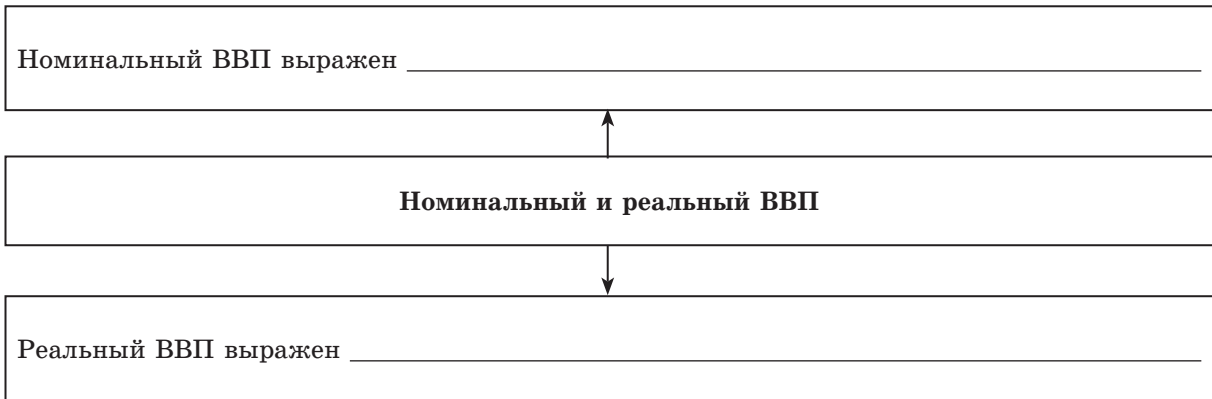 Номинальный ВВП выражен
Номинальный и реальный ВВП
Реальный ВВП выражен